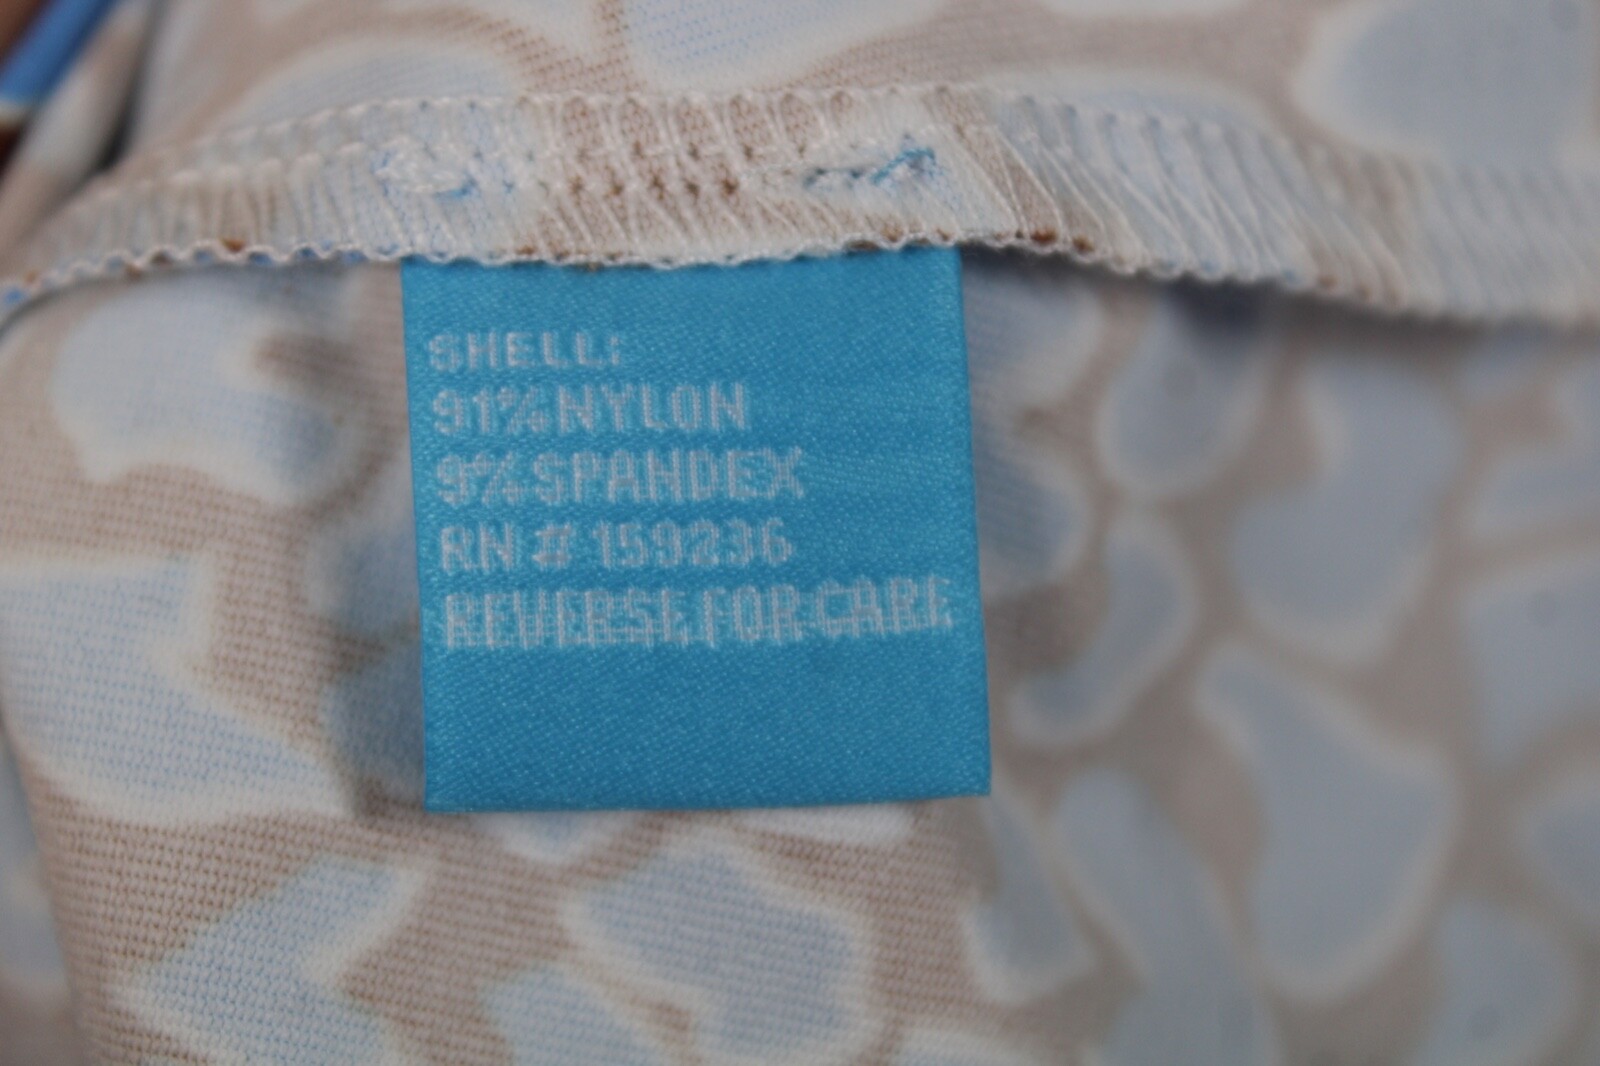 SHELL:
91%NYLON
9%SPANDEX
RN # 159236
REVERSE FOR CARE